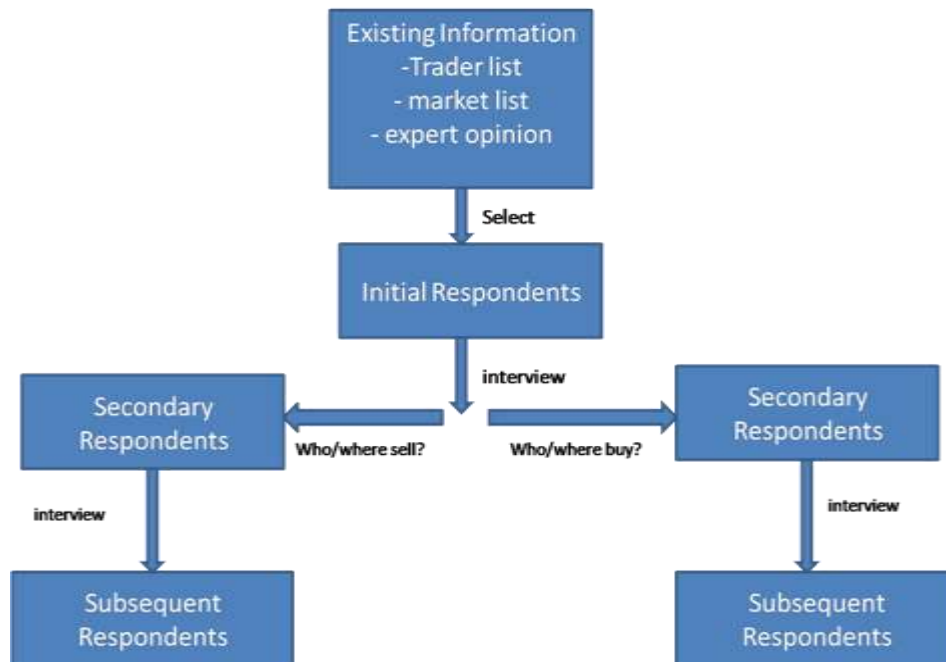 Existing Information
-Trader list
- market list
- expert opinion
Select
Initial Respondents
interview
Secondary
Respondents
Who/where sell?
Who/where buy?
Secondary
Respondents
interview
interview
Subsequent
Respondents
Subsequent
Respondents